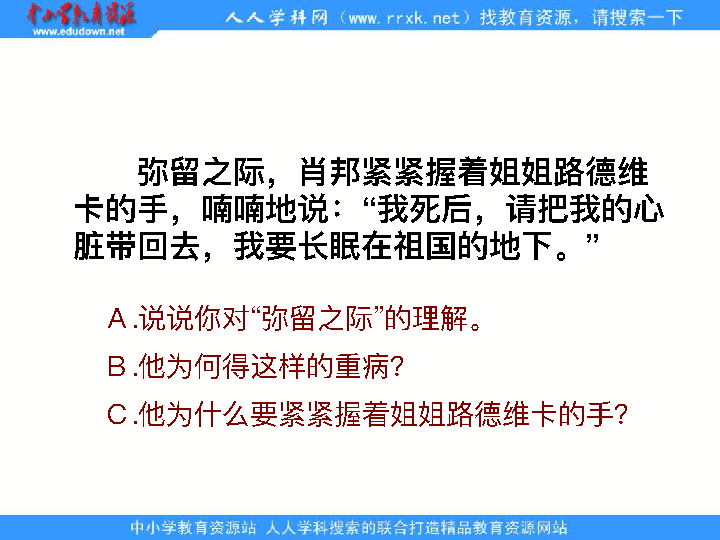 中小学教育资源
www.edudown.net
人人学科网（www.rrxk.net）找教育资源，请搜索一下
弥留之际，肖邦紧紧握着姐姐路德维
卡的手，喃喃地说：“我死后，请把我的心
脏带回去，我要长眠在祖国的地下。”
A.说说你对“弥留之际”的理解。
B.他为何得这样的重病？
C.他为什么要紧紧握着姐姐路德维卡的手？
中小学教育资源站 人人学科搜索的联合打造精品教育资源网站